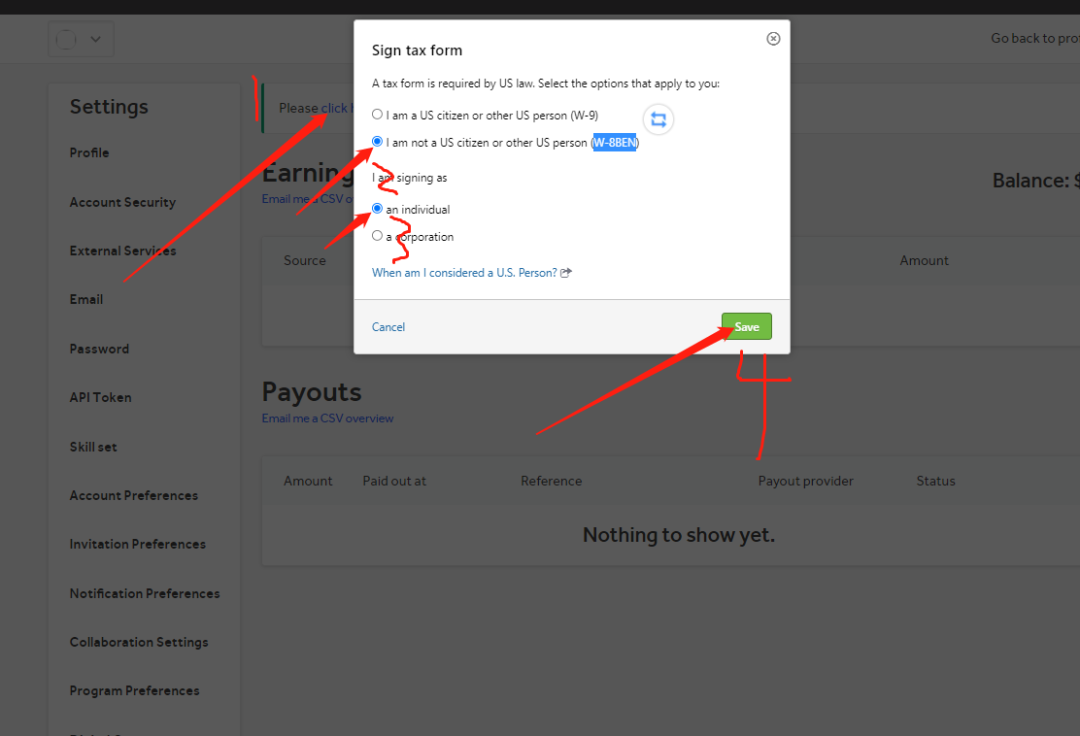 Go back to
Sign tax form
A tax form is required by US law. Select the options that apply to you:
I am a US citizen or other US person (W-9)
I am not a US citizen or other US person (W-8BEN)
I am signing as
an individual
a corporation
When am I considered a U.S. Person?
Cancel
Save
Settings
Profile
Account Security
External Services
Email
Password
API Token
Skill set
Account Preferences
Invitation Preferences
Notification Preferences
Collaboration Settings
Program Preferences
1
Please click
Earning
Email me a CSV
Balance: $
Source
Amount
2
3
4
Payouts
Email me a CSV overview
Amount Paid out at Reference Payout provider Status
Nothing to show yet.